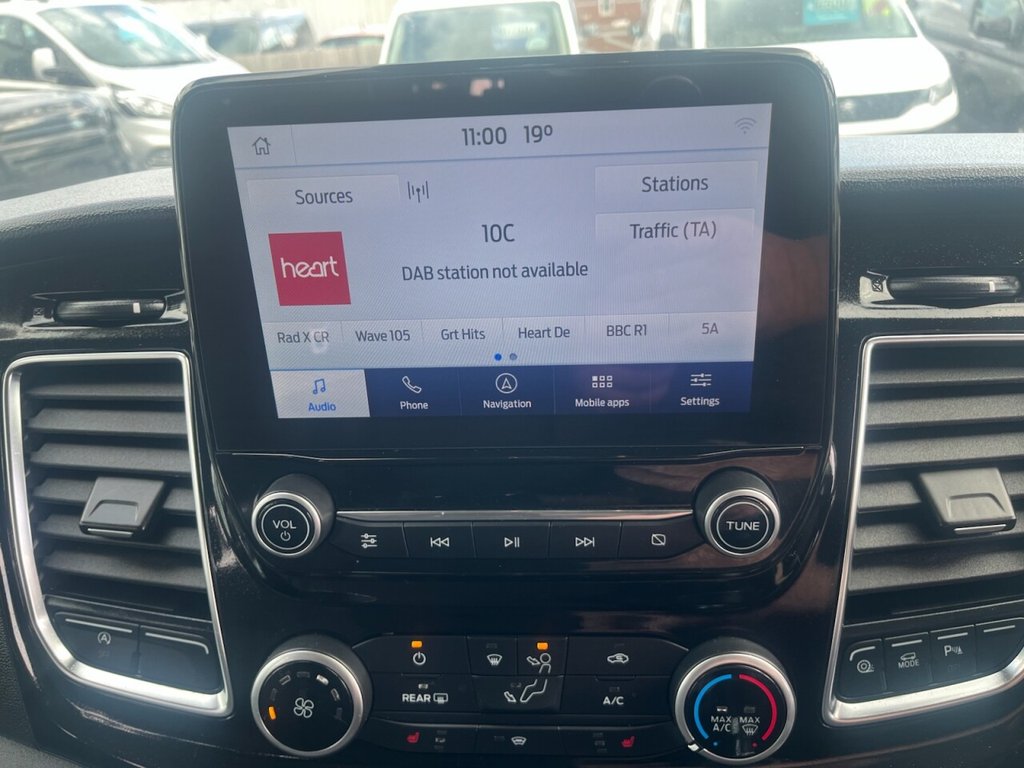 11:00 19º
Sources
Stations
10C
Traffic (TA)
heart
DAB station not available
Rad X CR Wave 105 Grt Hits Heart De BBC R1 5A
Audio Phone Navigation Mobile apps Settings
VOL
TUNE
A
MODE
REAR
A/C
MAX A/C MAX